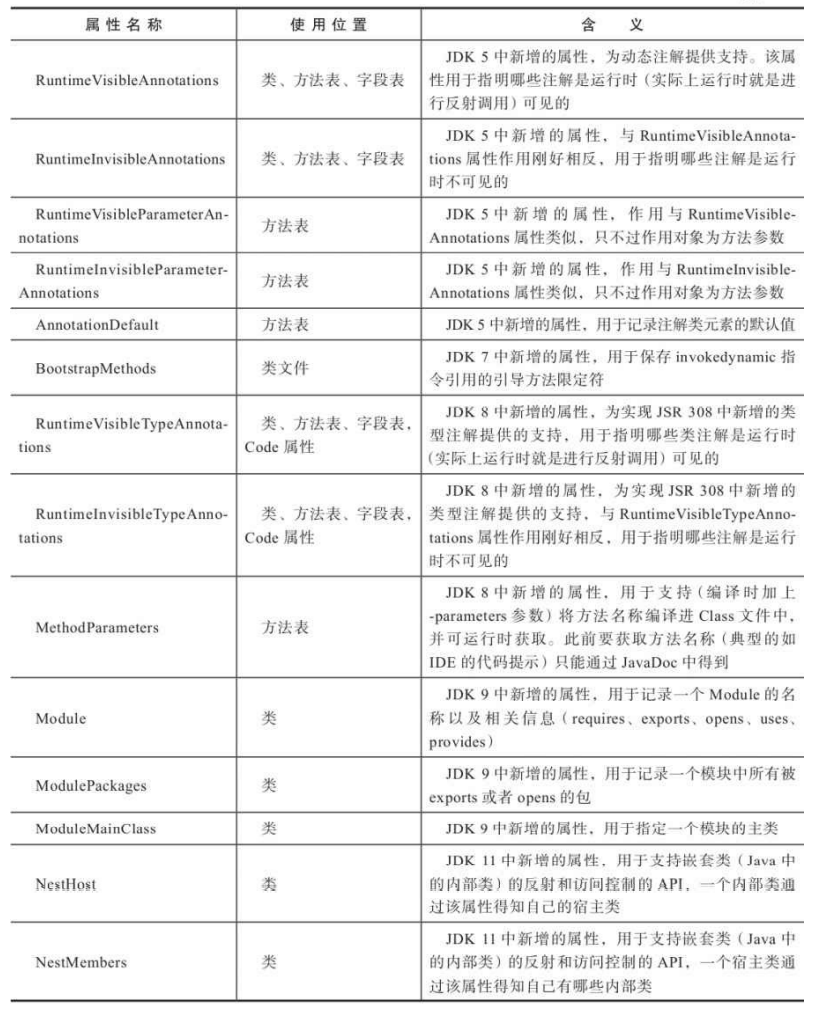 属性名称 使用位置 含义
RuntimeVisibleAnnotations 类、方法表、字段表 JDK 5 中新增的属性，为动态注解提供支持。该属
性用于指明哪些注解是运行时（实际上运行时就是进
行反射调用）可见的
RuntimeInvisibleAnnotations 类、方法表、字段表 JDK 5 中新增的属性，与 RuntimeVisibleAnnota-
tions 属性作用刚好相反，用于指明哪些注解是运行
时不可见的
RuntimeVisibleParameterAn-
notations
方法表
JDK 5 中新增的属性，作用与 RuntimeVisible-
Annotations 属性类似，只不过作用对象为方法参数
RuntimeInvisibleParameter-
Annotations
方法表
JDK 5 中新增的属性，作用与 RuntimeInvisible-
Annotations 属性类似，只不过作用对象为方法参数
AnnotationDefault 方法表 JDK 5 中新增的属性，用于记录注解类元素的默认值
BootstrapMethods 类文件 JDK 7 中新增的属性，用于保存 invokedynamic 指
令引用的引导方法限定符
RuntimeVisibleTypeAnnota-
tions
类、方法表、字段表，
Code 属性
JDK 8 中新增的属性，为实现 JSR 308 中新增的类
型注解提供的支持，用于指明哪些类注解是运行时
（实际上运行时就是进行反射调用）可见的
RuntimeInvisibleTypeAnno-
tations
类、方法表、字段表，
Code 属性
JDK 8 中新增的属性，为实现 JSR 308 中新增的
类型注解提供的支持，与 RuntimeVisibleTypeAnno-
tations 属性作用刚好相反，用于指明哪些注解是运行
时不可见的
MethodParameters 方法表 JDK 8 中新增的属性，用于支持（编译时加上
-parameters 参数）将方法名称编译进 Class 文件中，
并可运行时获取。此前要获取方法名称（典型的如
IDE 的代码提示）只能通过 JavaDoc 中得到
Module 类 JDK 9 中新增的属性，用于记录一个 Module 的名
称以及相关信息（requires、exports、opens、uses、
provides）
ModulePackages 类 JDK 9 中新增的属性，用于记录一个模块中所有被
exports 或者 opens 的包
ModuleMainClass 类 JDK 9 中新增的属性，用于指定一个模块的主类
NestHost 类 JDK 11 中新增的属性，用于支持嵌套类（Java 中
的内部类）的反射和访问控制的 API，一个内部类通
过该属性得知自己的宿主类
NestMembers 类 JDK 11 中新增的属性，用于支持嵌套类（Java 中
的内部类）的反射和访问控制的 API，一个宿主类通
过该属性得知自己有哪些内部类